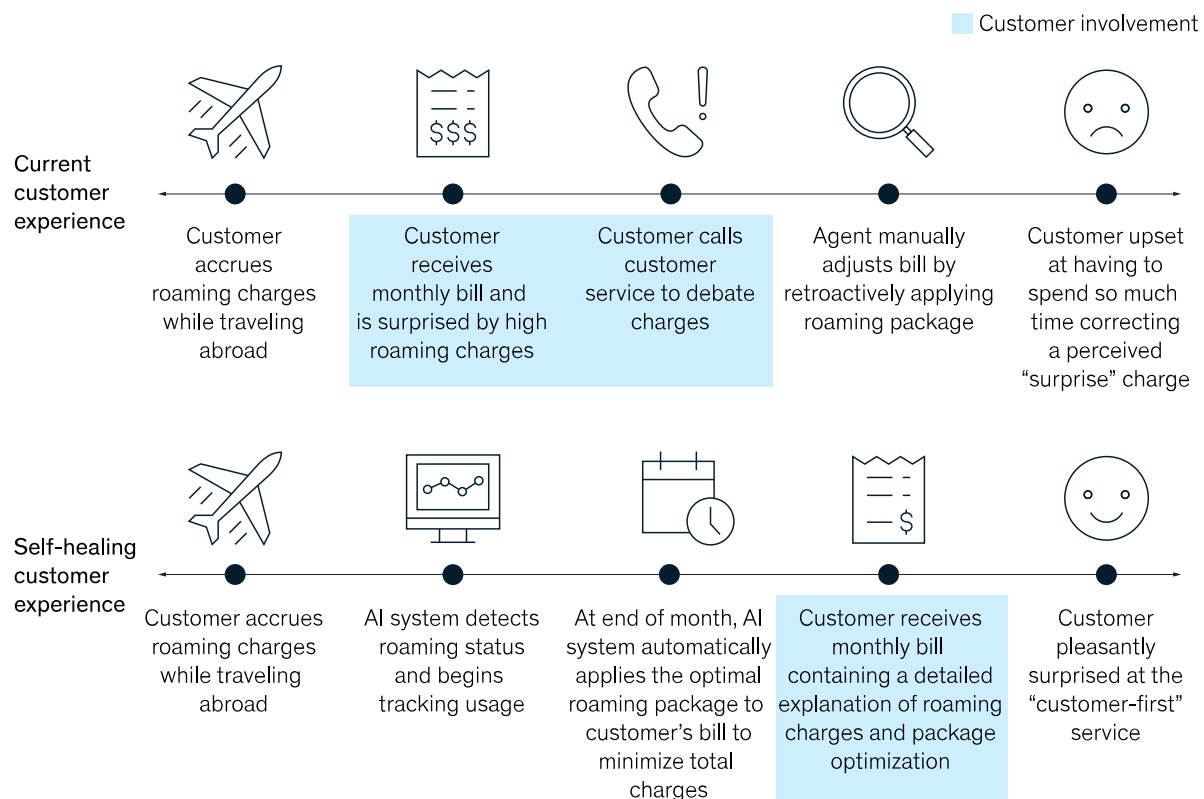 Customer involvement
$$$
Current
customer
experience
Customer
accrues
roaming charges
while traveling
abroad
Customer
receives
monthly bill and
is surprised by high
roaming charges
Customer calls
customer
service to debate
charges
Agent manually
adjusts bill by
retroactively applying
roaming package
Customer upset
at having to
spend so much
time correcting
a perceived
“surprise” charge
$
Self-healing
customer
experience
Customer accrues
roaming charges
while traveling
abroad
AI system detects
roaming status
and begins
tracking usage
At end of month, AI
system automatically
applies the optimal
roaming package to
customer’s bill to
minimize total
charges
Customer receives
monthly bill
containing a detailed
explanation of roaming
charges and package
optimization
Customer
pleasantly
surprised at the
“customer-first”
service